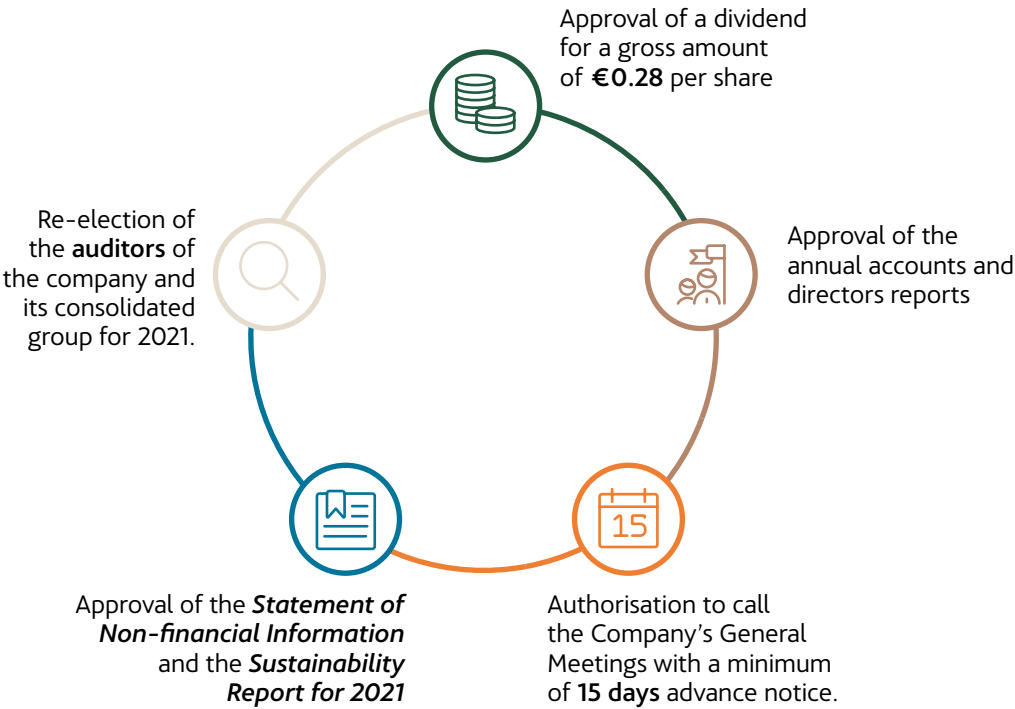 Approval of a dividend
for a gross amount
of €0.28 per share
Re-election of
the auditors of
the company and
its consolidated
group for 2021.
Approval of the
annual accounts and
directors reports
15
Approval of the Statement of
Non-financial Information
and the Sustainability
Report for 2021
Authorisation to call
the Company's General
Meetings with a minimum
of 15 days advance notice.